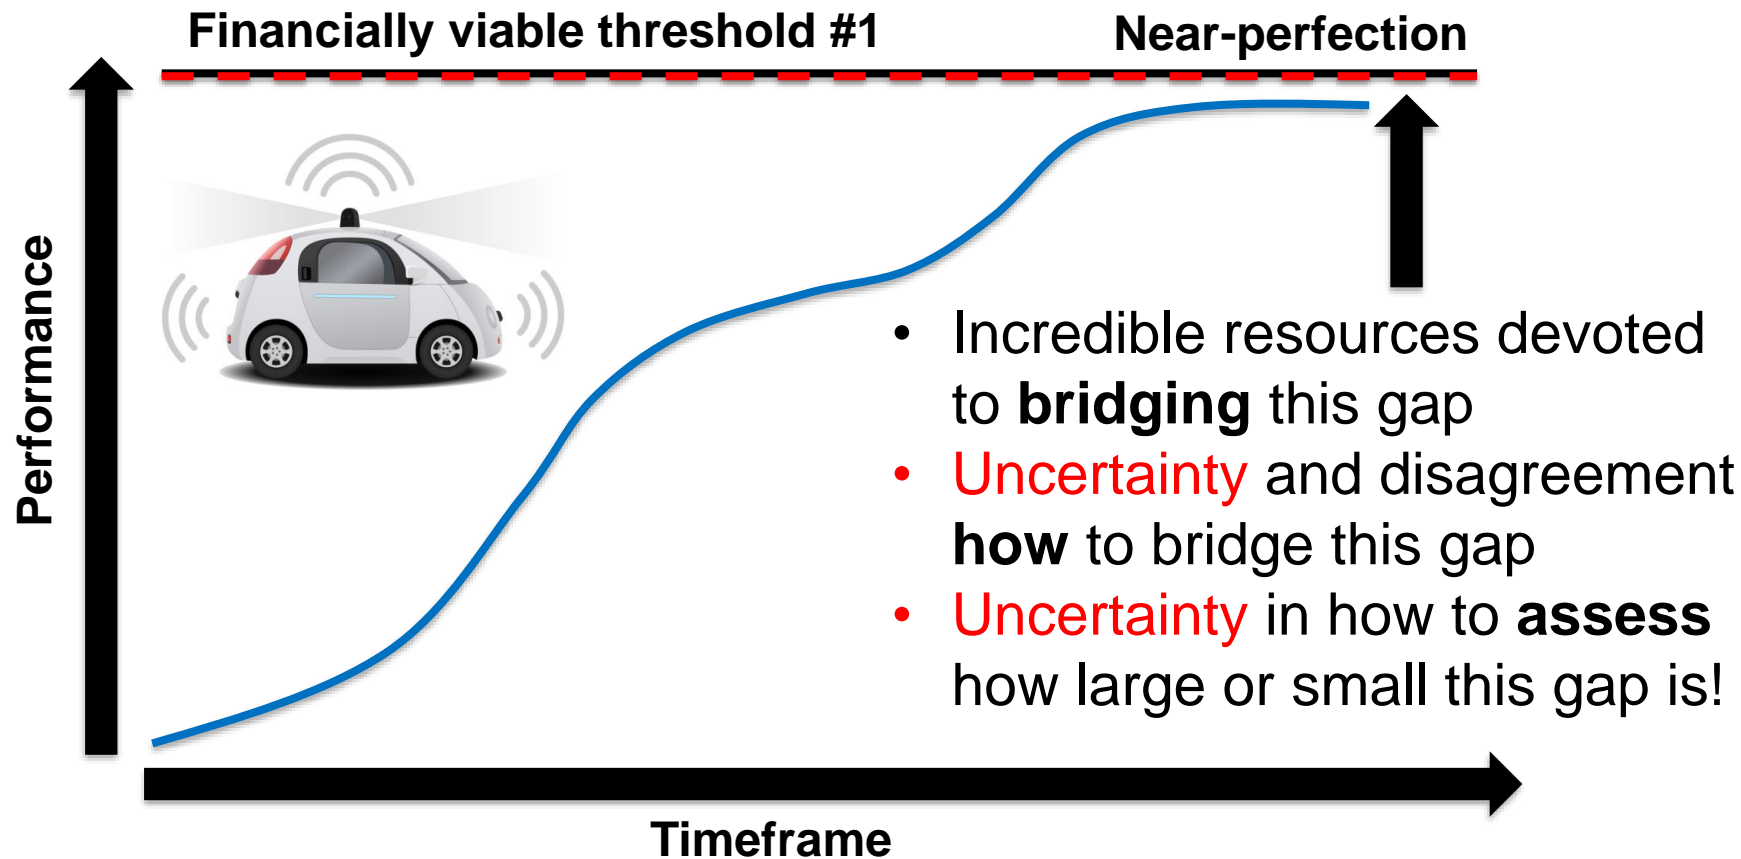 Financially viable threshold #1
Near-perfection
Performance
• Incredible resources devoted
to bridging this gap
• Uncertainty and disagreement
how to bridge this gap
• Uncertainty in how to assess
how large or small this gap is!
Timeframe